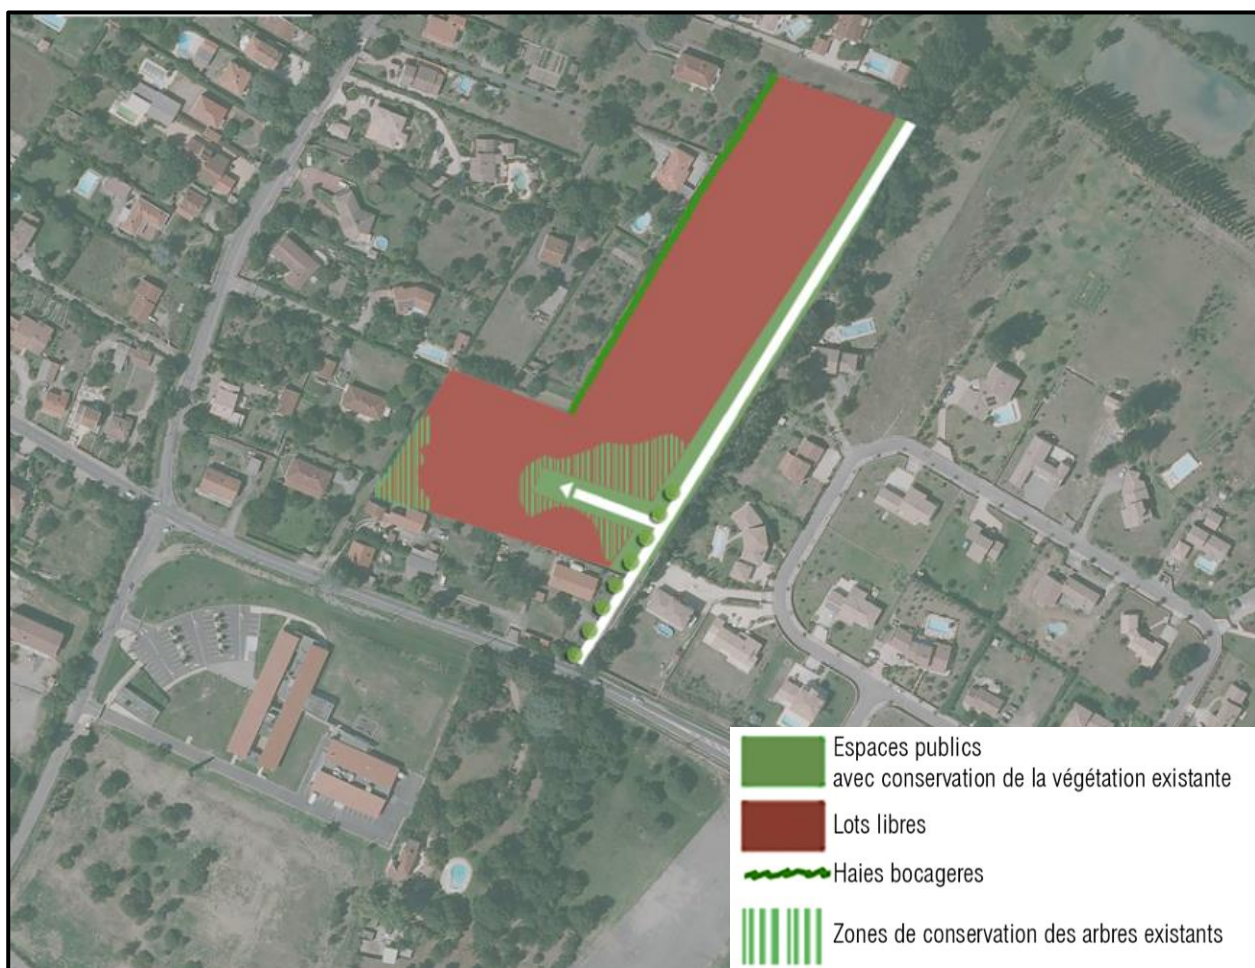 Espaces publics
avec conservation de la végétation existante
Lots libres
Haies bocageres
Zones de conservation des arbres existants